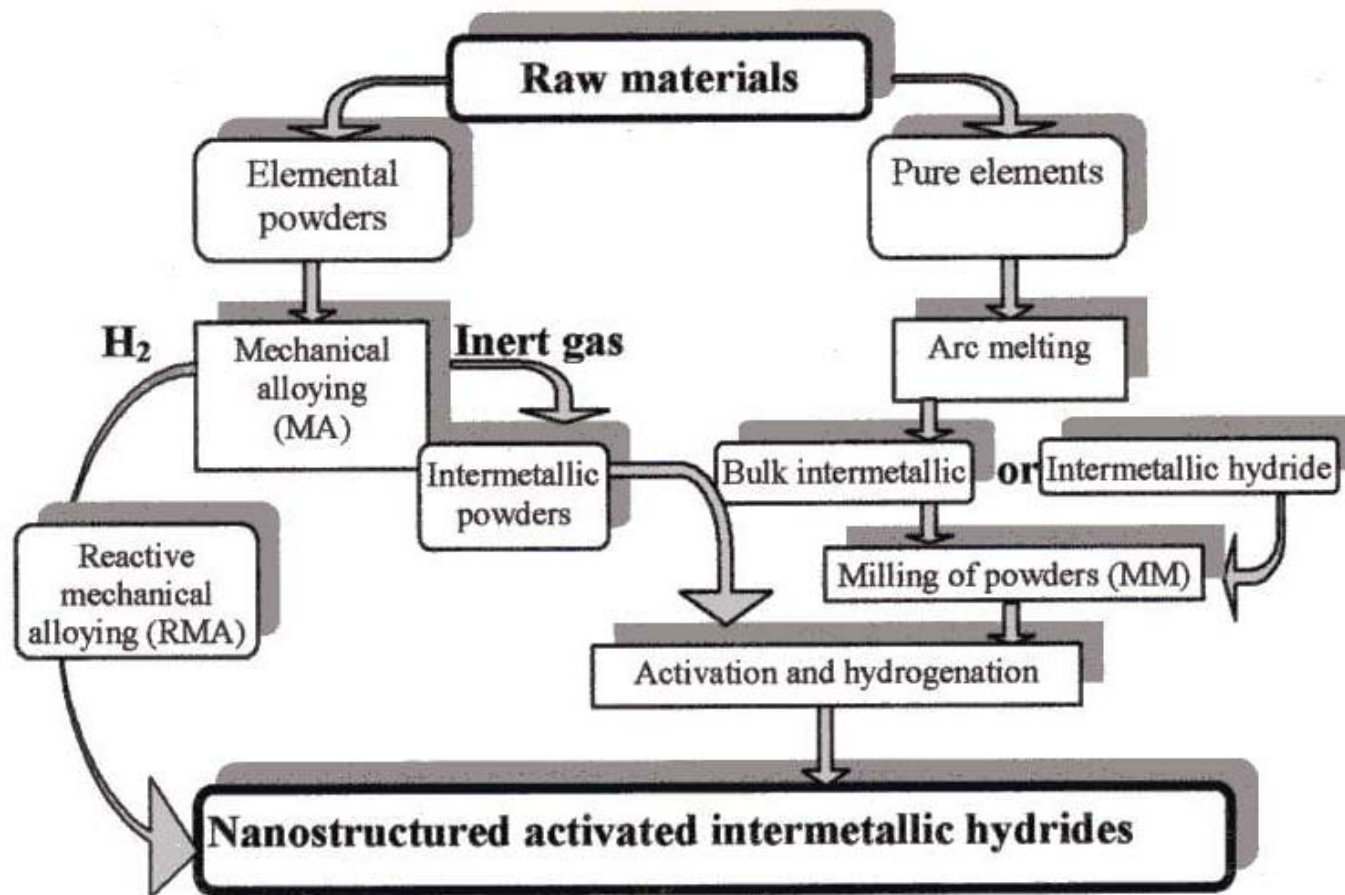 Raw materials
Elemental
powders
Pure elements
H₂
Mechanical
alloying
(MA)
Inert gas
Arc melting
Intermetallic
powders
Bulk intermetallic
or
Intermetallic hydride
Reactive
mechanical
alloying (RMA)
Milling of powders (MM)
Activation and hydrogenation
Nanostructured activated intermetallic hydrides